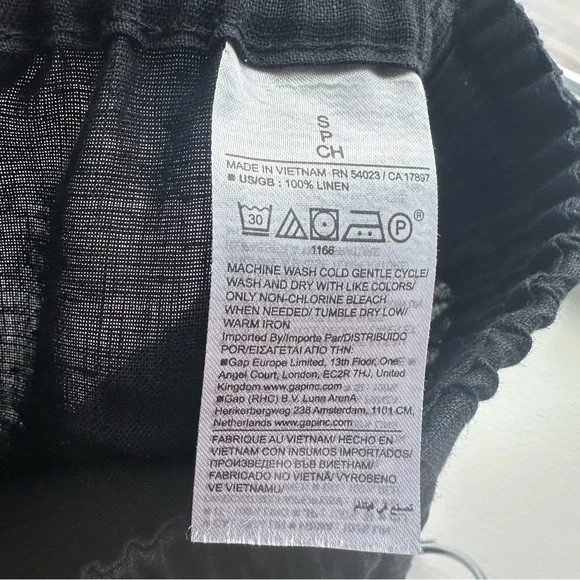 S
P
CH
MADE IN VIETNAM RN 54023 / CA 17897
■ US/GB : 100% LINEN
30 P ®
1166
MACHINE WASH COLD GENTLE CYCLE/
WASH AND DRY WITH LIKE COLORS/
ONLY NON-CHLORINE BLEACH
WHEN NEEDED/ TUMBLE DRY LOW/
WARM IRON
Imported By/Importe Par/DISTRIBUIDO
POR/ΕΙΣΑΓΕΤΑΙ ΑΠΟ ΤΗΝ:
■Gap Europe Limited, 13th Floor, One
Angel Court, London, EC2R 7HJ, United
Kingdom www.gapinc.com
■Gap (RHC) B.V. Luna ArenA
Herikerbergweg 238 Amsterdam, 1101 CM,
Netherlands www.gapinc.com
FABRIQUÉ AU VIETNAM/ HECHO EN
VIETNAM CON INSUMOS IMPORTADOS/
ПРОИЗВЕДЕНО ВЪВ ВИЕТНАМ/
FABRICADO NO VIETNÃ/ VYROBENO
VE VIETNAMU/
تصنع في فيتنام